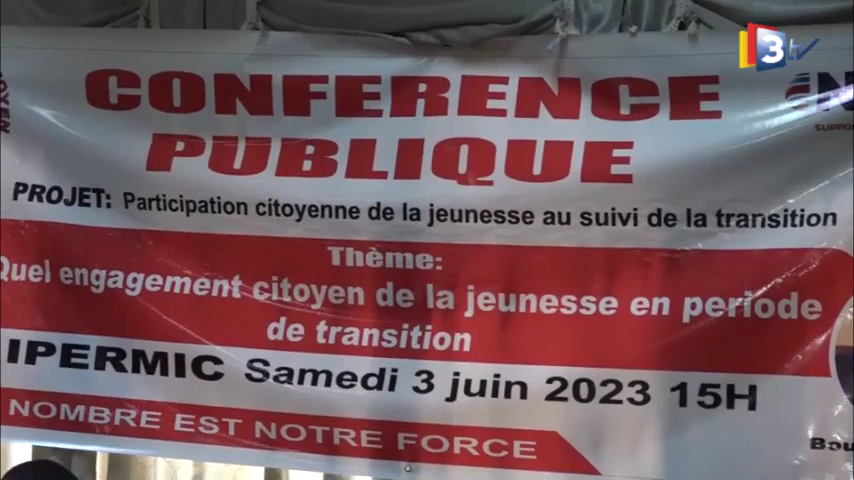 3tv
CONFERENCE
PUBLIQUE
PROJET: Participation citoyenne de la jeunesse au suivi de la transition
Thème:
Quel engagement citoyen de la jeunesse en periode
de transition
IPERMIC Samedi 3 juin 2023 15H
NOMBRE EST NOTRE FORCE